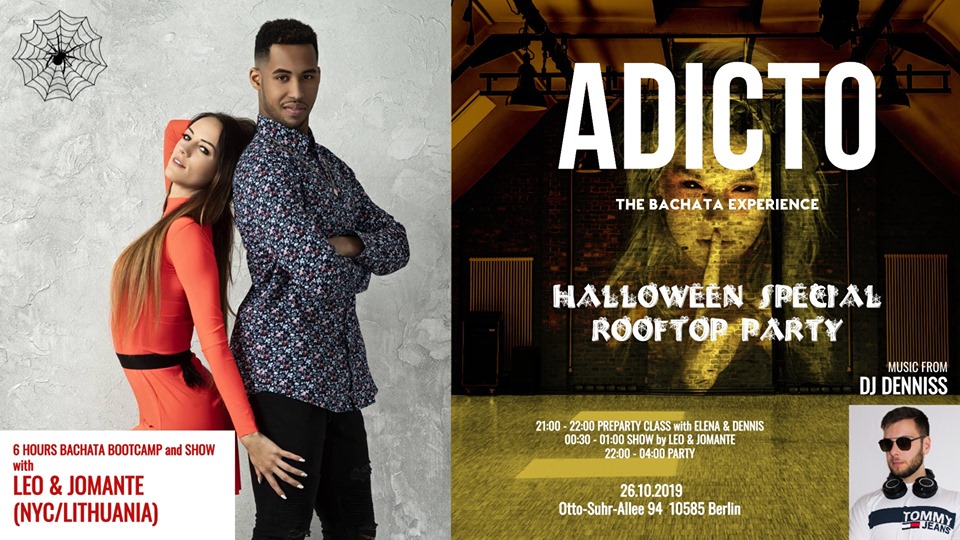 6 HOURS BACHATA BOOTCAMP and SHOW
with
LEO & JOMANTE
(NYC/LITHUANIA)
ADICTO
THE BACHATA EXPERIENCE
HALLOWEEN SPECIAL
ROOFTOP PARTY
MUSIC FROM
DJ DENNISS
21:00 - 22:00 PREPARTY CLASS with ELENA & DENNIS
00:30 - 01:00 SHOW by LEO & JOMANTE
22:00 - 04:00 PARTY
26.10.2019
Otto-Suhr-Allee 94 10585 Berlin
TOMMY
JEANS